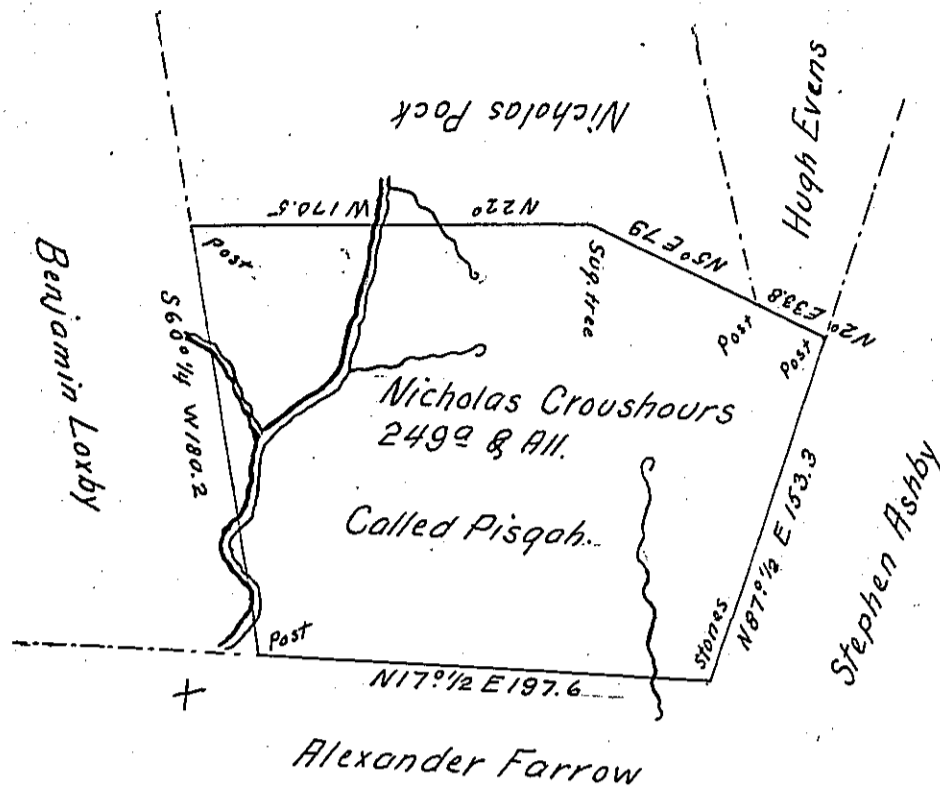 Nicholas Pock
Hugh Evens
Benjamin Loxby
Stephen Ashby
Alexander Farrow
Nicholas Croushours
249a & All.
Called Pisgah.
N22° W 170.5
N5° E 79
N2° E 33.8
N87°½ E 153.3
N17°½ E 197.6
S60°¼ W 180.2
Post
Sug. tree
Post
Post
Stones
Post